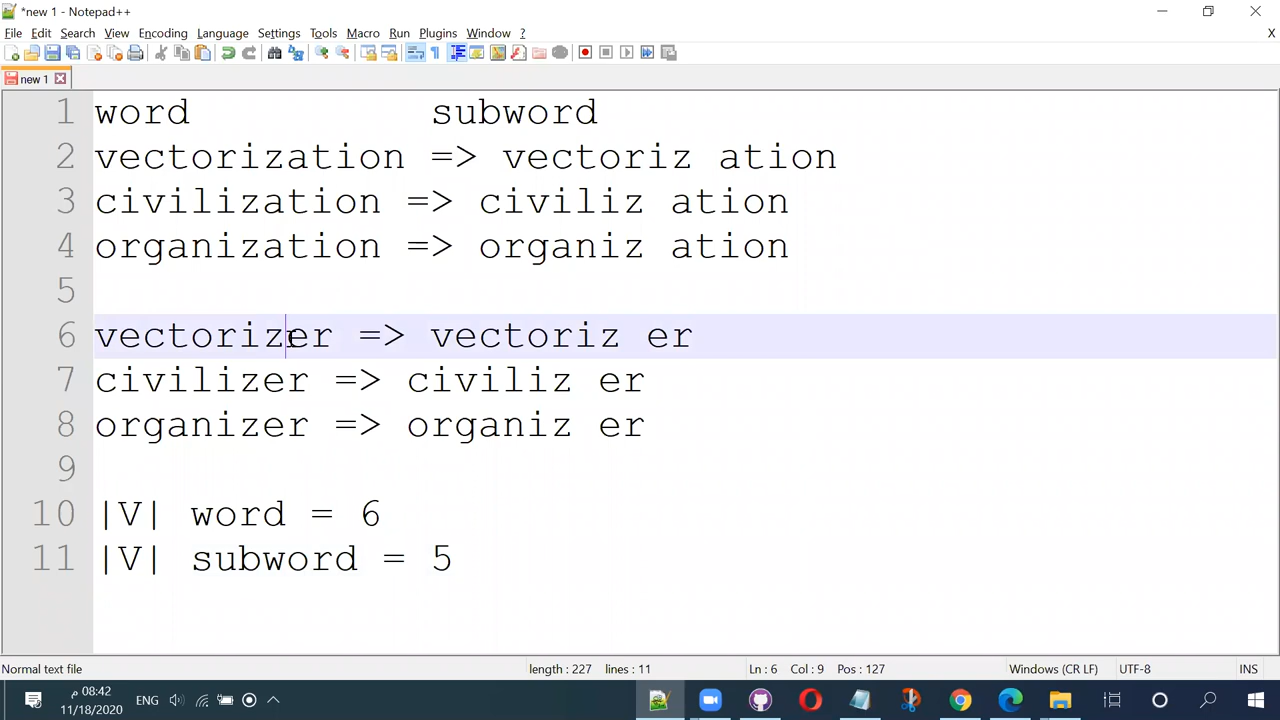 *new 1 - Notepad++
File Edit Search View Encoding Language Settings Tools Macro Run Plugins Window ? X
new 1
1 word subword
2 vectorization => vectoriz ation
3 civilization => civiliz ation
4 organization => organiz ation
5
6 vectorizer => vectoriz er
7 civilizer => civiliz er
8 organizer => organiz er
9
10 |V| word = 6
11 |V| subword = 5
Normal text file length : 227 lines : 11 Ln : 6 Col : 9 Pos : 127 Windows (CR LF) UTF-8 INS
08:42 م ENG
11/18/2020